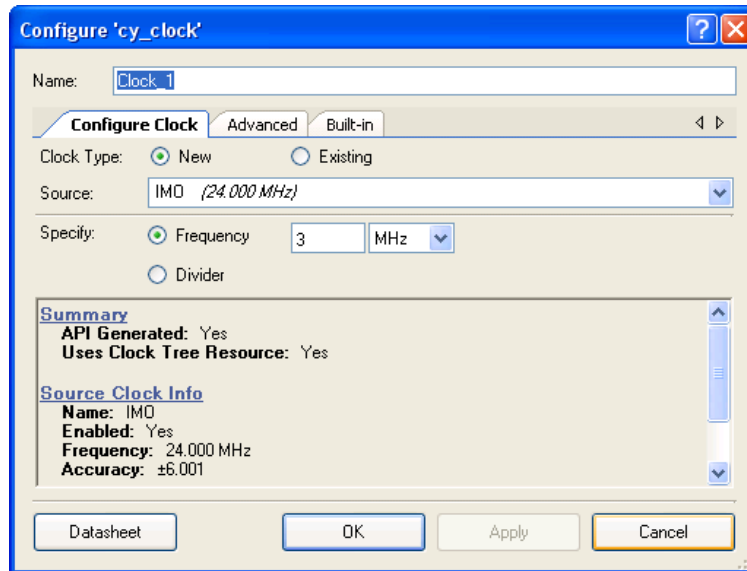 Configure 'cy_clock'
Name: Clock_1
Configure Clock Advanced Built-in
Clock Type: New Existing
Source: IMO (24.000 MHz)
Specify: Frequency 3 MHz
Divider
Summary
API Generated: Yes
Uses Clock Tree Resource: Yes
Source Clock Info
Name: IMO
Enabled: Yes
Frequency: 24.000 MHz
Accuracy: ±6.001
Datasheet OK Apply Cancel